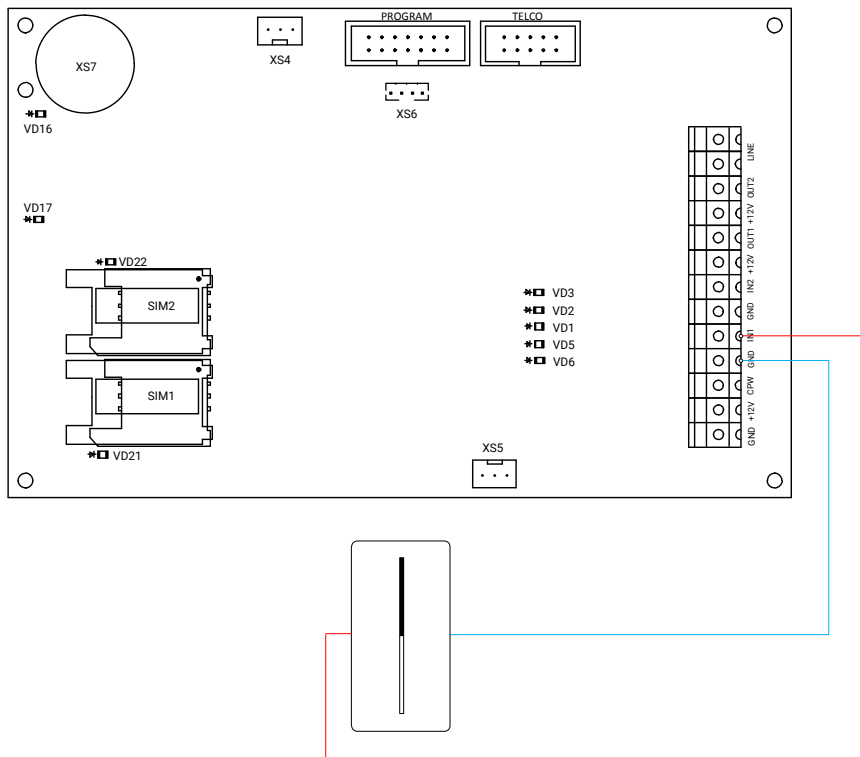 PROGRAM
TELCO
XS4
XS7
XS6
VD16
LINE
OUT2
+12V
OUT1
+12V
IN2
GND
IN1
GND
CPW
+12V
GND
VD17
VD22
SIM2
VD3
VD2
VD1
VD5
VD6
SIM1
VD21
XS5